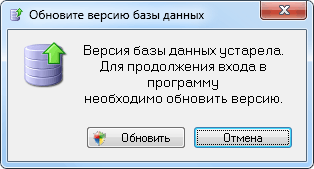 Обновите версию базы данных
Версия базы данных устарела.
Для продолжения входа в
программу
необходимо обновить версию.
Обновить
Отмена